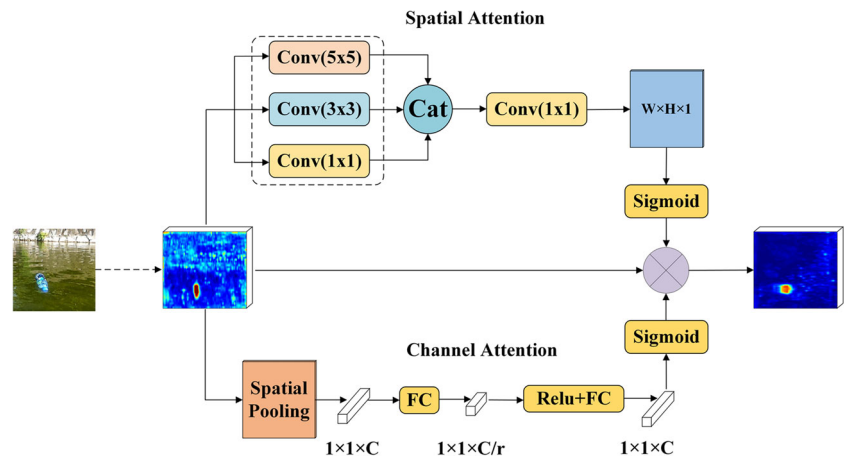 Spatial Attention
Conv(5x5)
Conv(3x3)
Cat
Conv(1x1)
W×H×1
Conv(1x1)
Sigmoid
Sigmoid
Channel Attention
Spatial
Pooling
FC
Relu+FC
1×1×C
1×1×C/r
1×1×C